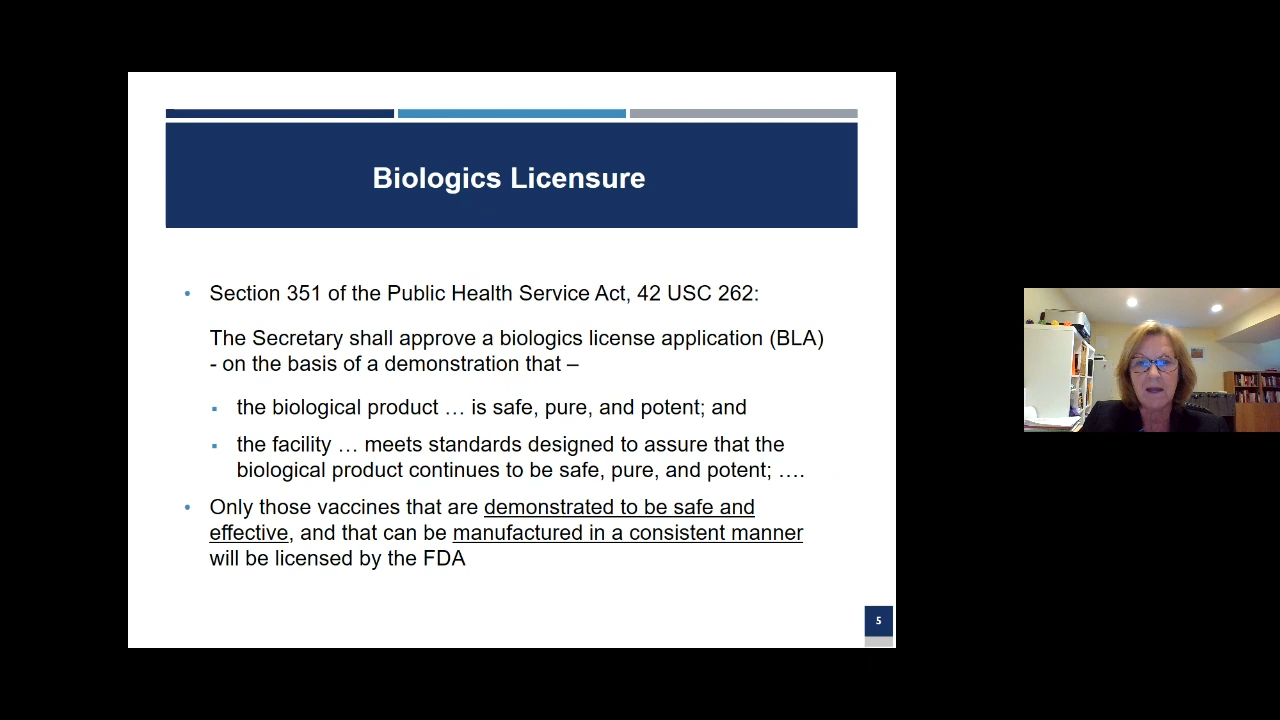 Biologics Licensure
• Section 351 of the Public Health Service Act, 42 USC 262:
The Secretary shall approve a biologics license application (BLA)
- on the basis of a demonstration that –
▪ the biological product … is safe, pure, and potent; and
▪ the facility … meets standards designed to assure that the
biological product continues to be safe, pure, and potent; ….
• Only those vaccines that are demonstrated to be safe and
effective, and that can be manufactured in a consistent manner
will be licensed by the FDA
5